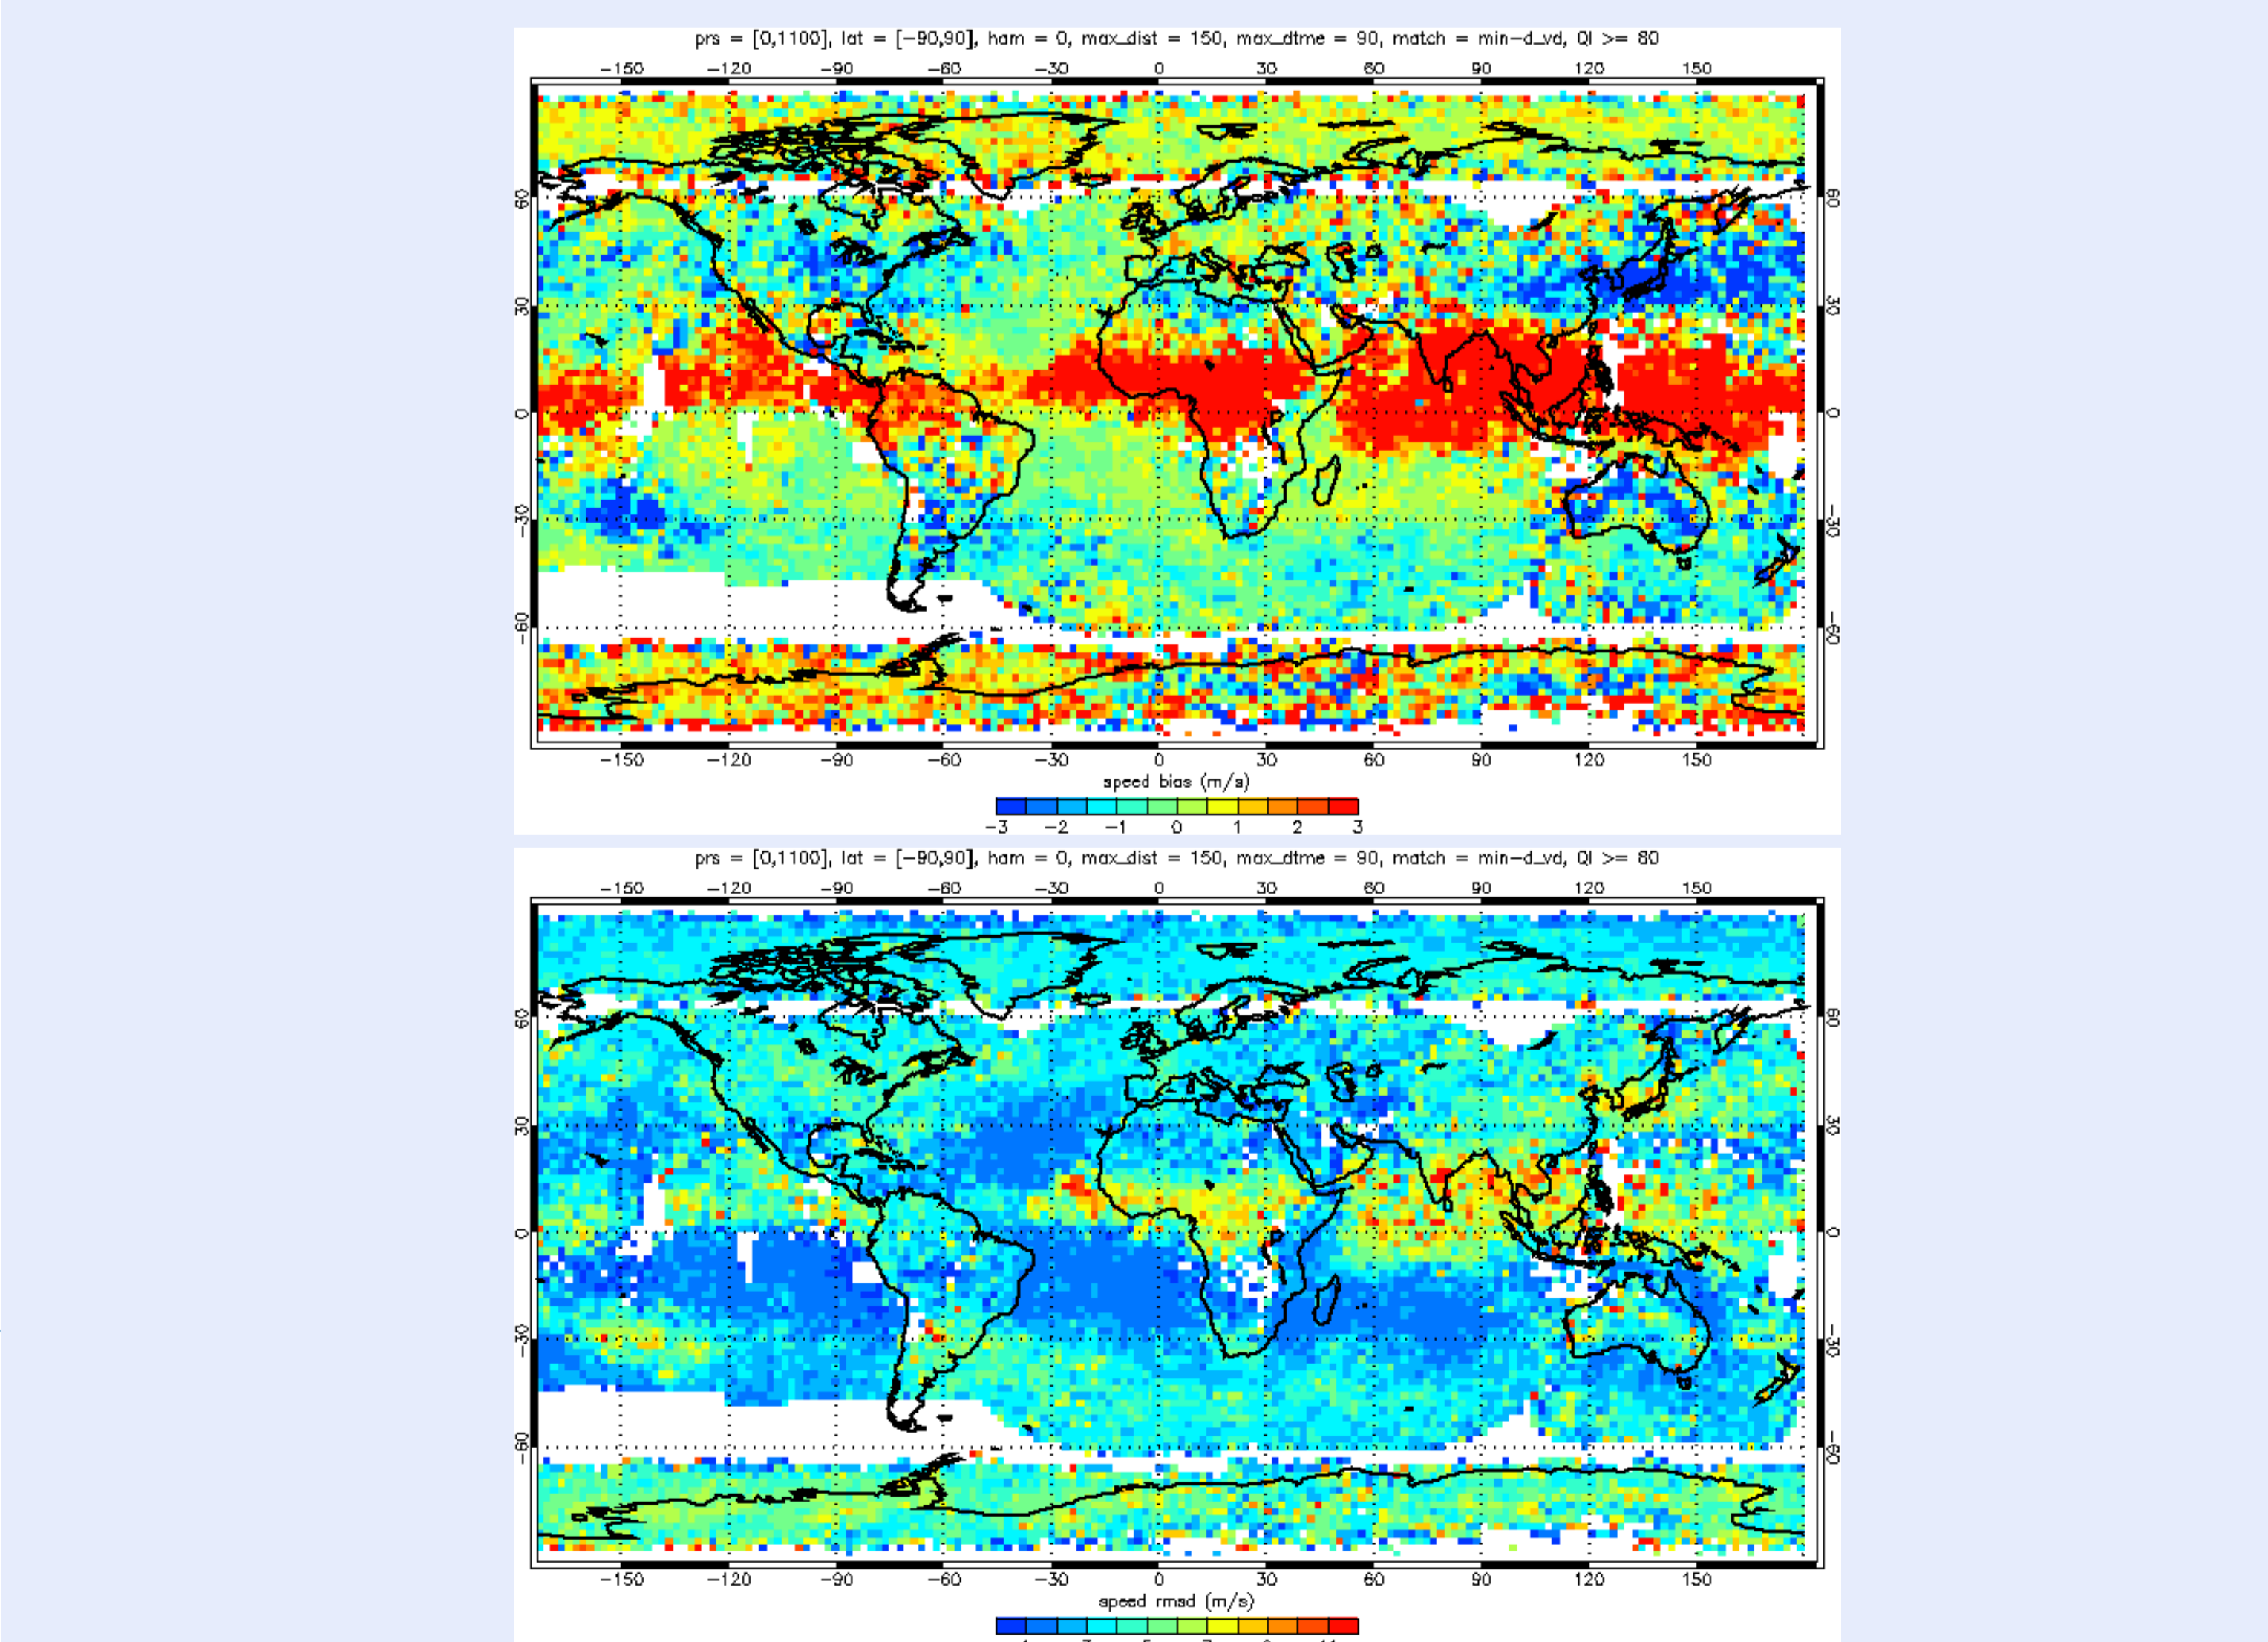 prs = [0,1100], lat = [−90,90], ham = 0, max_dist = 150, max_dtme = 90, match = min−d_vd, QI >= 80
−150 −120 −90 −60 −30 0 30 60 90 120 150
60 60
30 30
0 0
−30 −30
−60 −60
−150 −120 −90 −60 −30 0 30 60 90 120 150
speed bias (m/s)
−3 −2 −1 0 1 2 3
prs = [0,1100], lat = [−90,90], ham = 0, max_dist = 150, max_dtme = 90, match = min−d_vd, QI >= 80
−150 −120 −90 −60 −30 0 30 60 90 120 150
60 60
30 30
0 0
−30 −30
−60 −60
−150 −120 −90 −60 −30 0 30 60 90 120 150
speed rmsd (m/s)